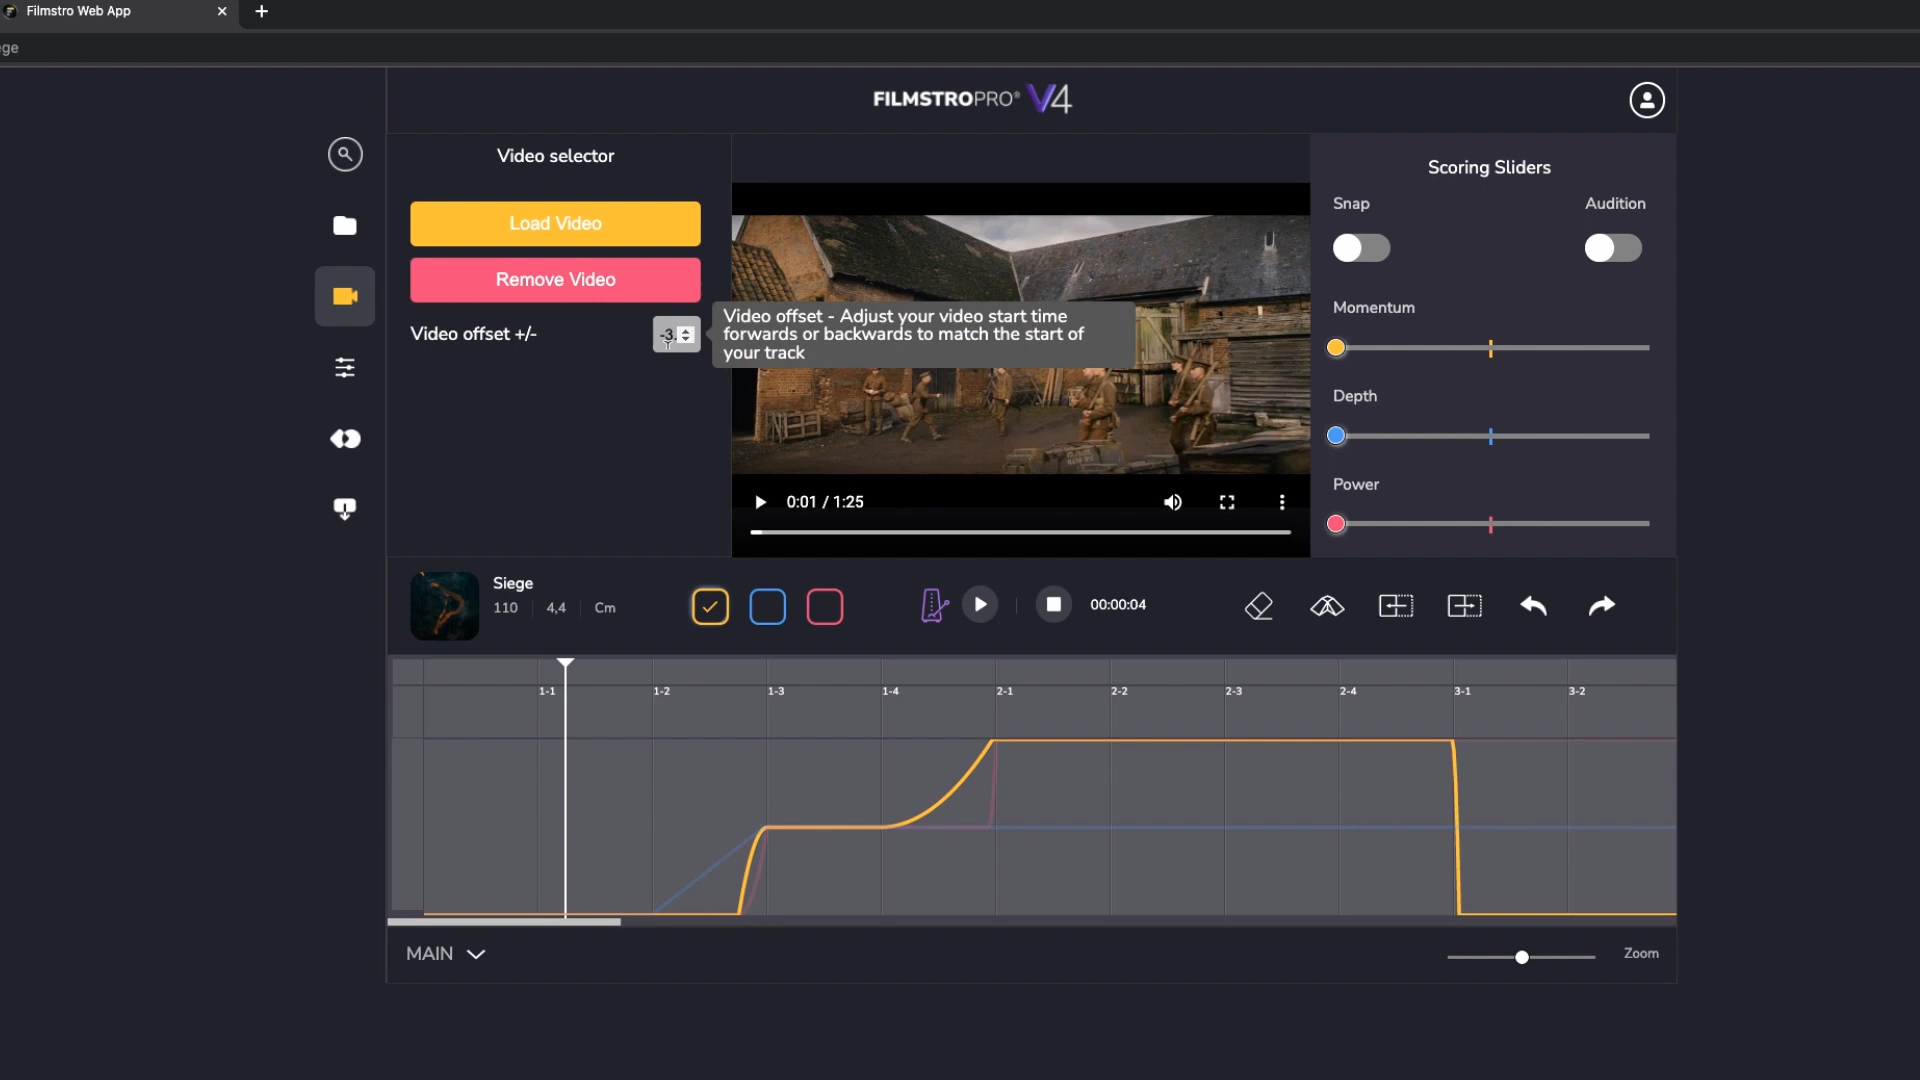 Filmstro Web App
ge
FILMSTROPRO® V4
Video selector
Load Video
Remove Video
Video offset +/-
-3.
Video offset - Adjust your video start time
forwards or backwards to match the start of
your track
0:01 / 1:25
Scoring Sliders
Snap
Audition
Momentum
Depth
Power
Siege
110 4,4 Cm
00:00:04
1-1 1-2 1-3 1-4 2-1 2-2 2-3 2-4 3-1 3-2
MAIN
Zoom